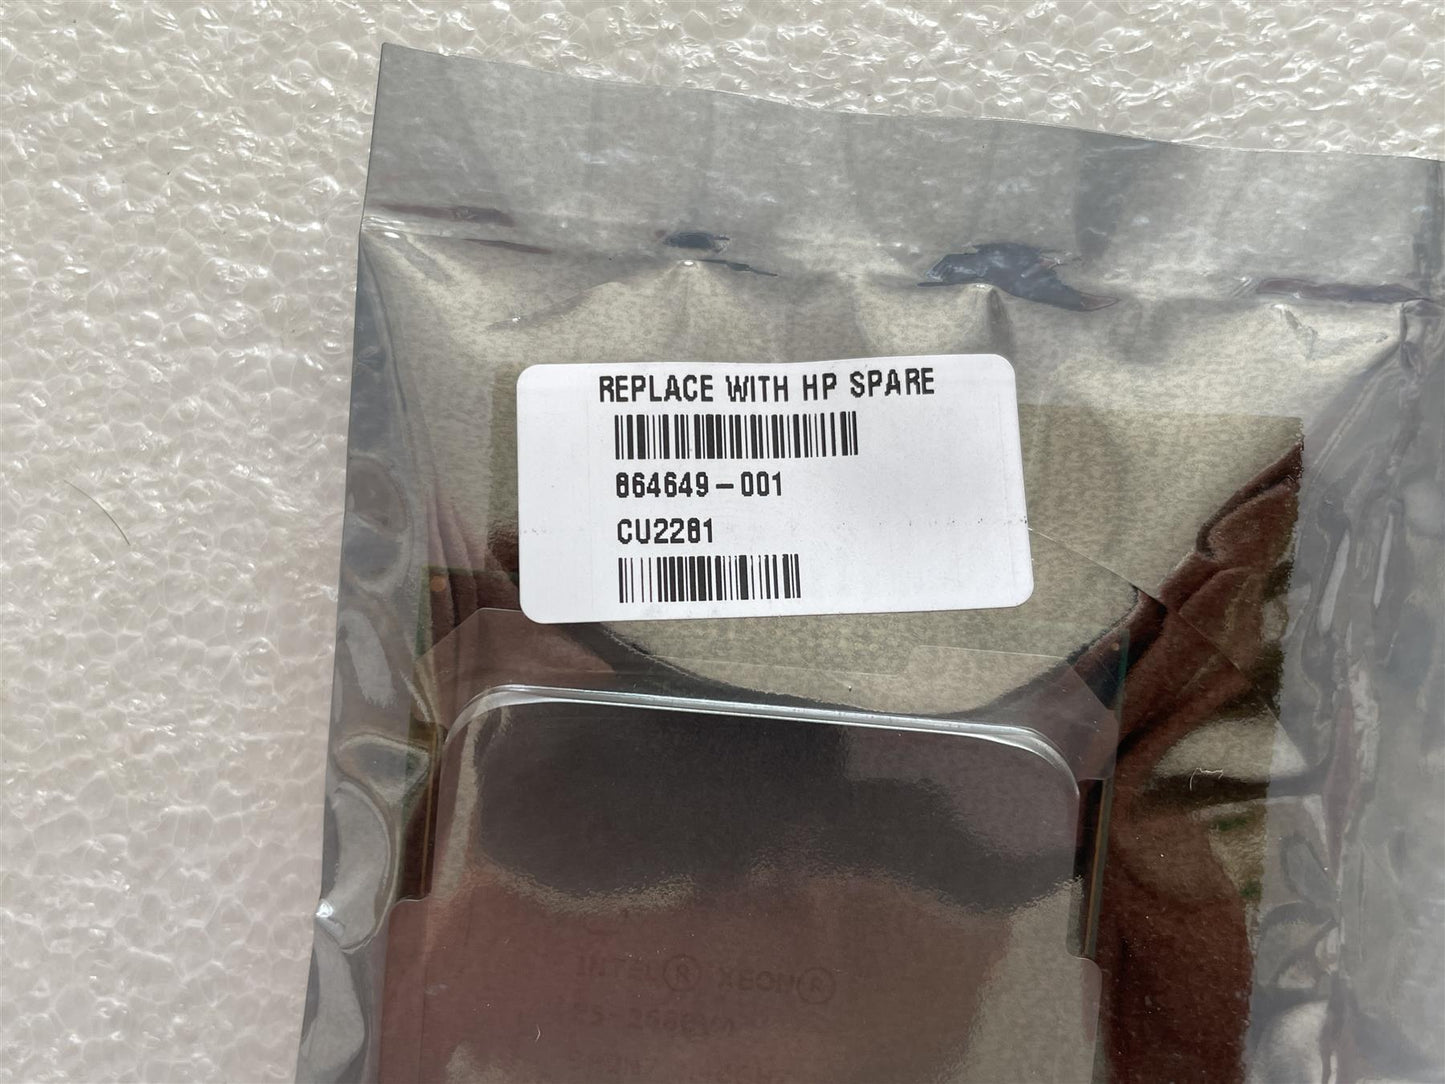 REPLACE WITH HP SPARE
864649-001
CU2281
INTEL® XEON®